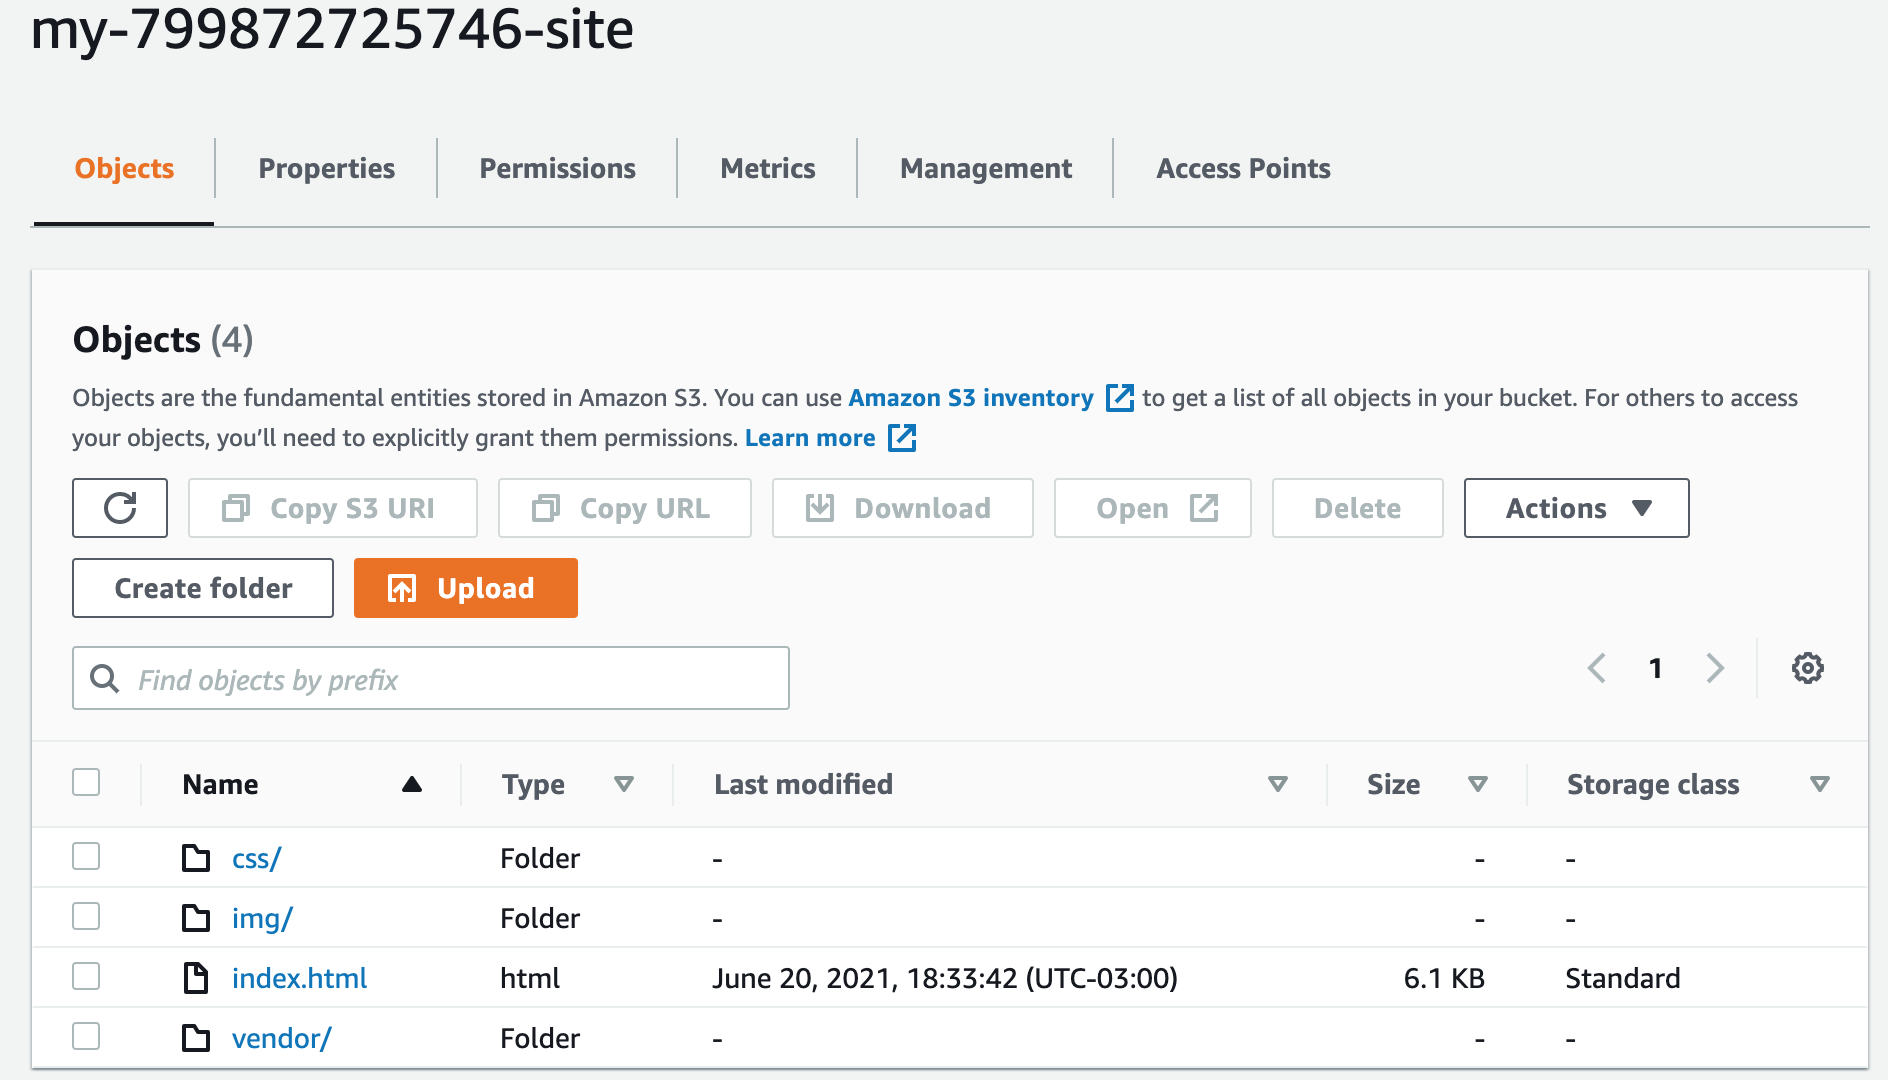 my-799872725746-site
Objects Properties Permissions Metrics Management Access Points
Objects (4)
Objects are the fundamental entities stored in Amazon S3. You can use Amazon S3 inventory to get a list of all objects in your bucket. For others to access
your objects, you'll need to explicitly grant them permissions. Learn more
Copy S3 URI Copy URL Download Open Delete Actions
Create folder Upload
Find objects by prefix 1
Name Type Last modified Size Storage class
css/ Folder - - -
img/ Folder - - -
index.html html June 20, 2021, 18:33:42 (UTC-03:00) 6.1 KB Standard
vendor/ Folder - - -